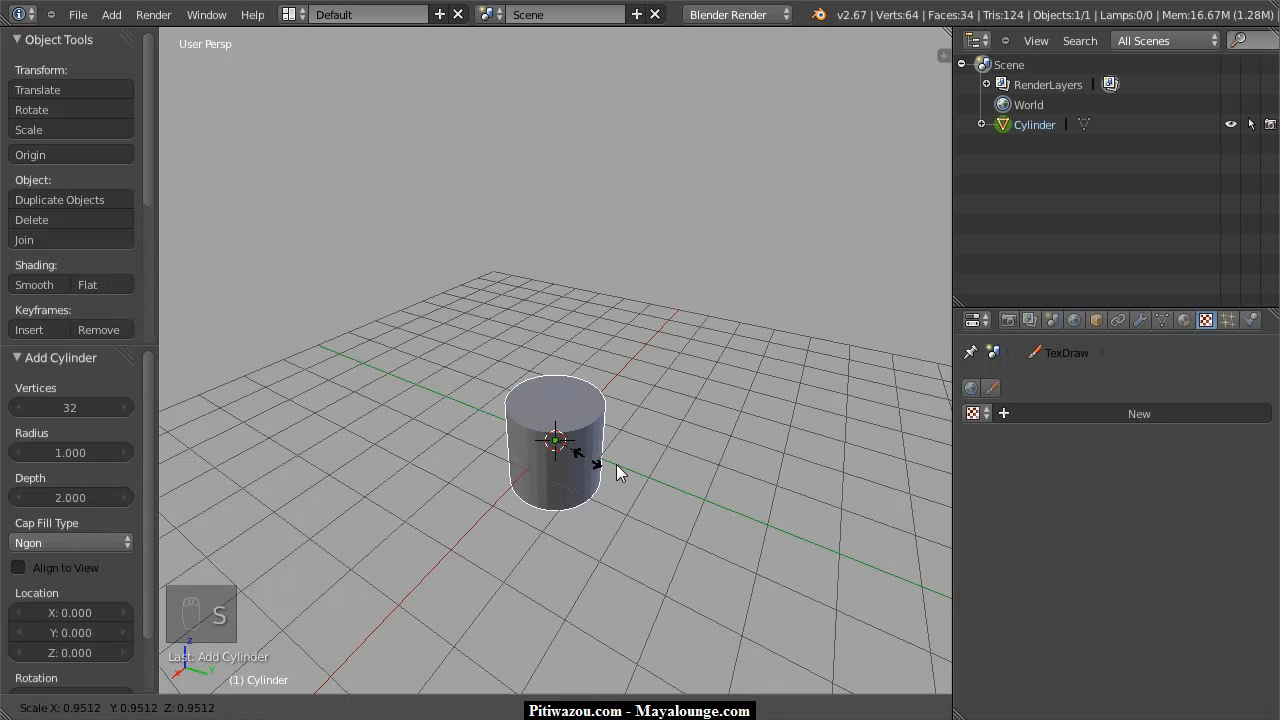 File Add Render Window Help Default Scene Blender Render v2.67 | Verts:64 | Faces:34 | Tris:124 | Objects:1/1 | Lamps:0/0 | Mem:16.67M (1.28M)
Object Tools
User Persp
View Search All Scenes
Transform:
Translate
Rotate
Scale
Origin
Object:
Duplicate Objects
Delete
Join
Shading:
Smooth Flat
Keyframes:
Insert Remove
Add Cylinder
Vertices
32
Radius
1.000
Depth
2.000
Cap Fill Type
Ngon
Align to View
Location
X: 0.000
Y: 0.000
Z: 0.000
Rotation
Scene
RenderLayers
World
Cylinder
TexDraw
New
S
Last: Add Cylinder
z
x y
(1) Cylinder
Scale X: 0.9512 Y: 0.9512 Z: 0.9512
Pitiwazou.com - Mayalounge.com